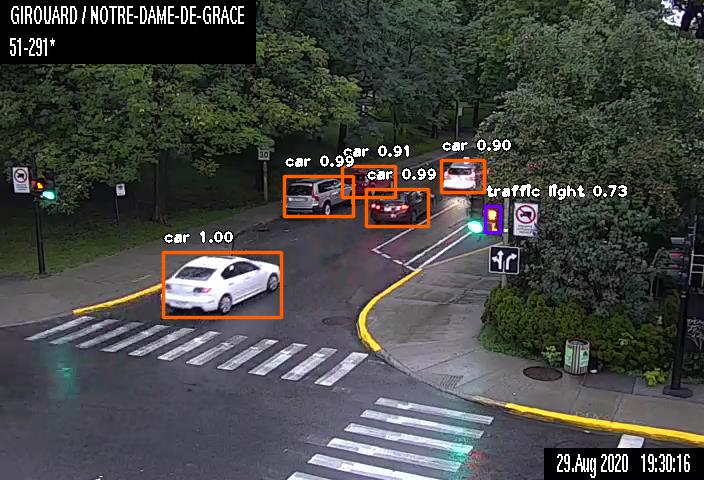 GIROUARD / NOTRE-DAME-DE-GRACE
51-291*
car 0.90
car 0.91
car 0.99
car 0.99
traffic light 0.73
30
car 1.00
29.Aug 2020 19:30:16